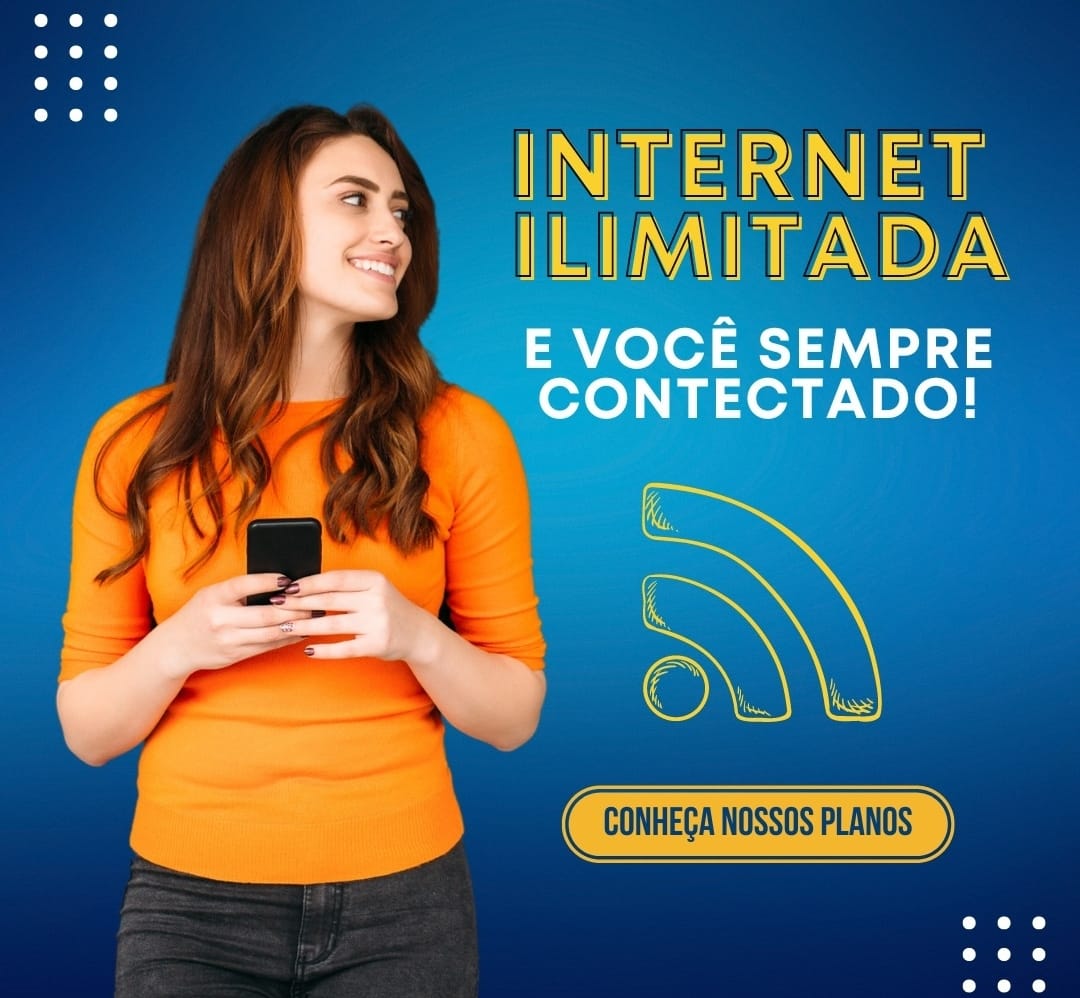 INTERNET
ILIMITADA
E VOCÊ SEMPRE
CONTECTADO!
CONHEÇA NOSSOS PLANOS